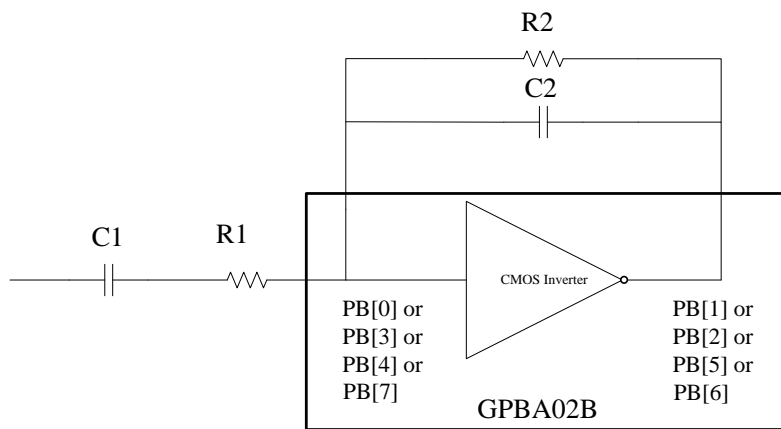 R2
C2
C1
R1
CMOS Inverter
PB[0] or
PB[3] or
PB[4] or
PB[7]
PB[1] or
PB[2] or
PB[5] or
PB[6]
GPBA02B